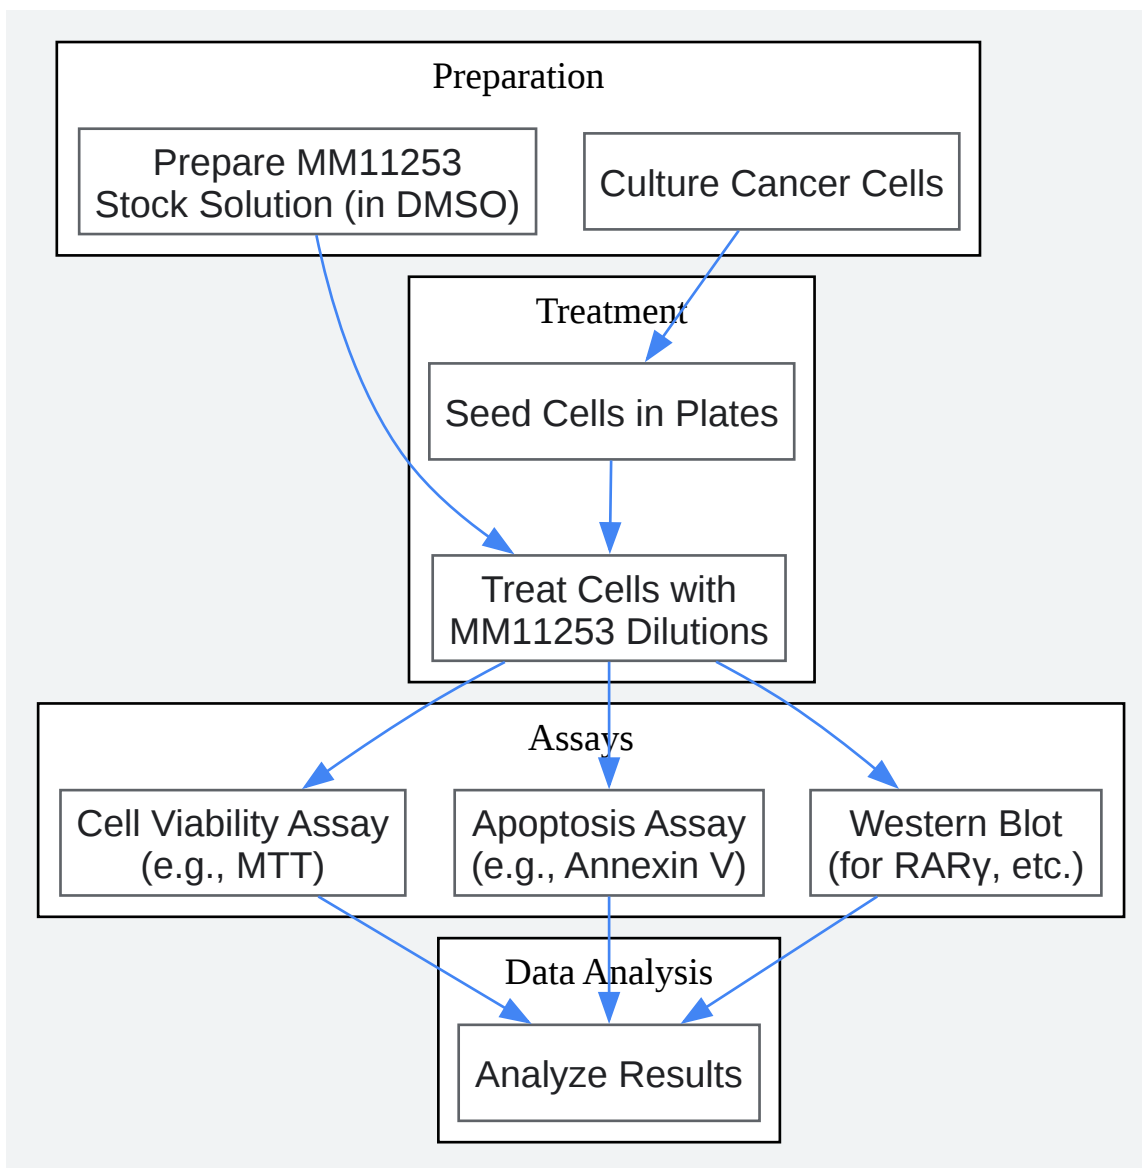 Preparation
Prepare MM11253
Stock Solution (in DMSO)
Culture Cancer Cells
Treatment
Seed Cells in Plates
Treat Cells with
MM11253 Dilutions
Assays
Cell Viability Assay
(e.g., MTT)
Apoptosis Assay
(e.g., Annexin V)
Western Blot
(for RARγ, etc.)
Data Analysis
Analyze Results